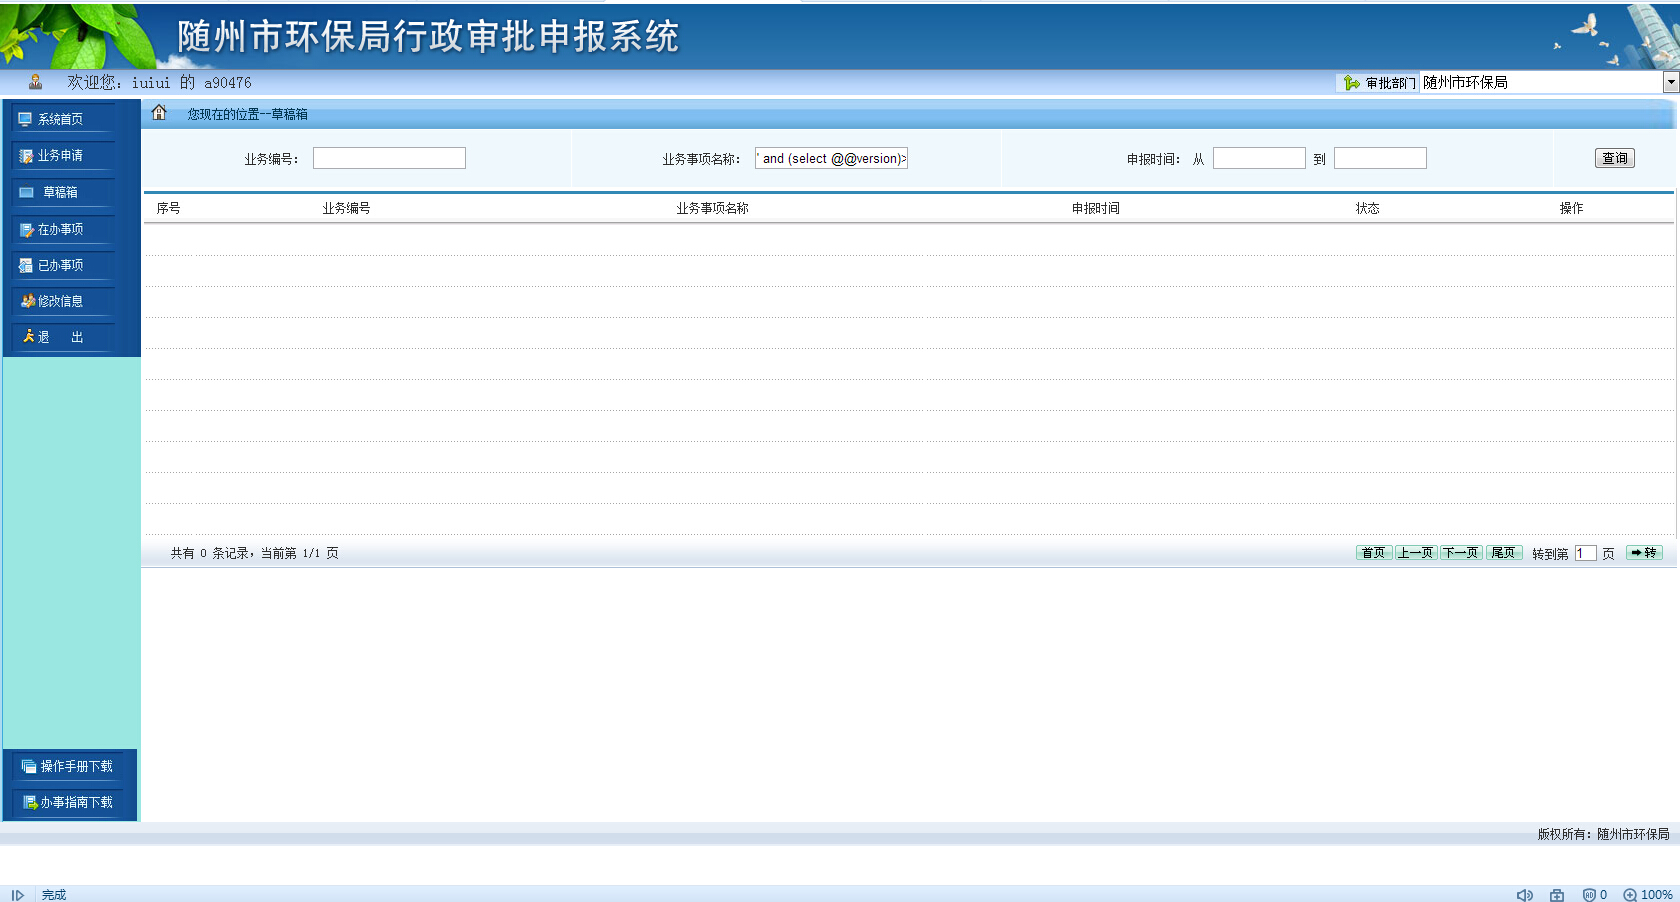 随州市环保局行政审批申报系统
欢迎您：iuiui 的 a90476
审批部门 随州市环保局
系统首页
业务申请
草稿箱
在办事项
已办事项
修改信息
退 出
操作手册下载
办事指南下载
您现在的位置--草稿箱
业务编号： 业务事项名称： ' and (select @@version)> 申报时间： 从 到 查询
序号 业务编号 业务事项名称 申报时间 状态 操作
共有 0 条记录，当前第 1/1 页 首页 上一页 下一页 尾页 转到第 1 页 转
版权所有：随州市环保局
完成 0 100%